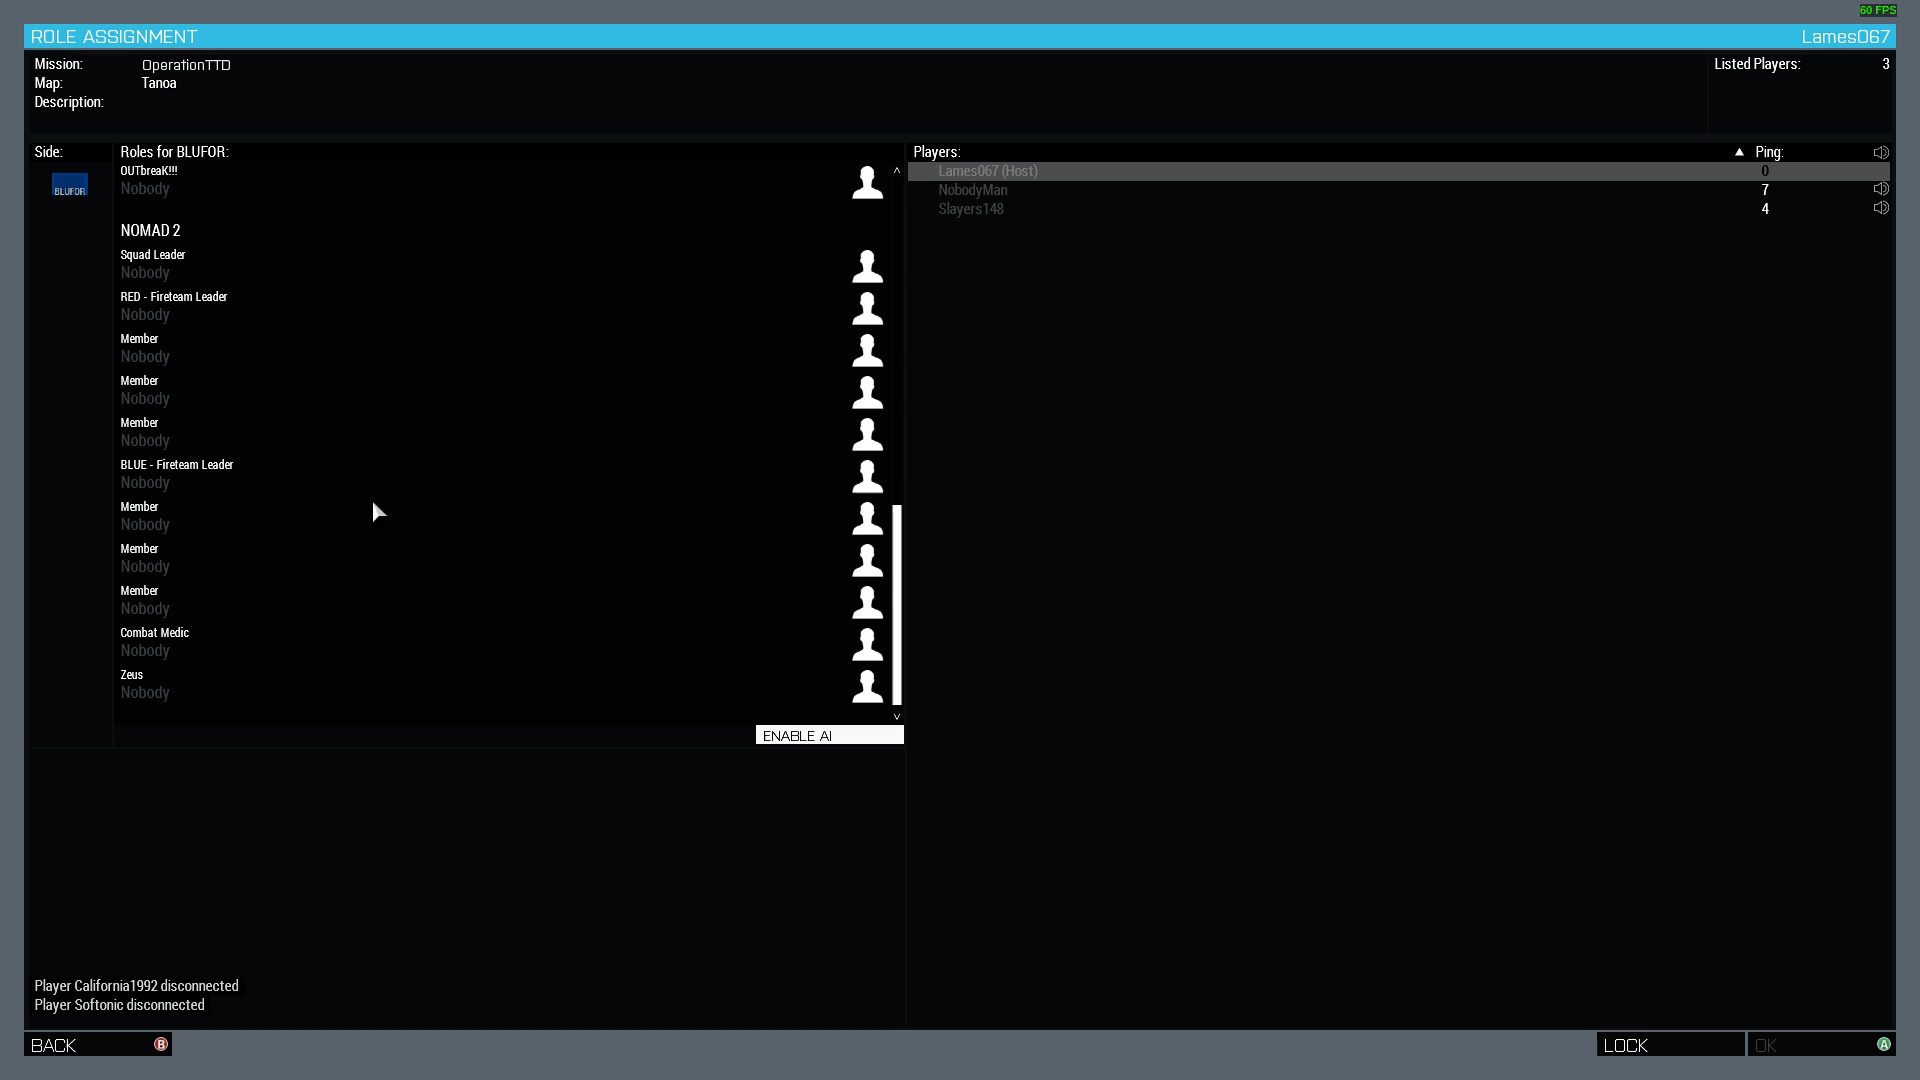 60 FPS
ROLE ASSIGNMENT Lames067
Mission: OperationTTD Listed Players: 3
Map: Tanoa
Description:
Side: Roles for BLUFOR: Players: ▲ Ping:
BLUFOR
OUTbreaK!!!
Nobody
NOMAD 2
Squad Leader
Nobody
RED - Fireteam Leader
Nobody
Member
Nobody
Member
Nobody
Member
Nobody
BLUE - Fireteam Leader
Nobody
Member
Nobody
Member
Nobody
Member
Nobody
Combat Medic
Nobody
Zeus
Nobody
ENABLE AI
Lames067 (Host) 0
NobodyMan 7
Slayers148 4
Player California1992 disconnected
Player Softonic disconnected
BACK B
LOCK
OK A